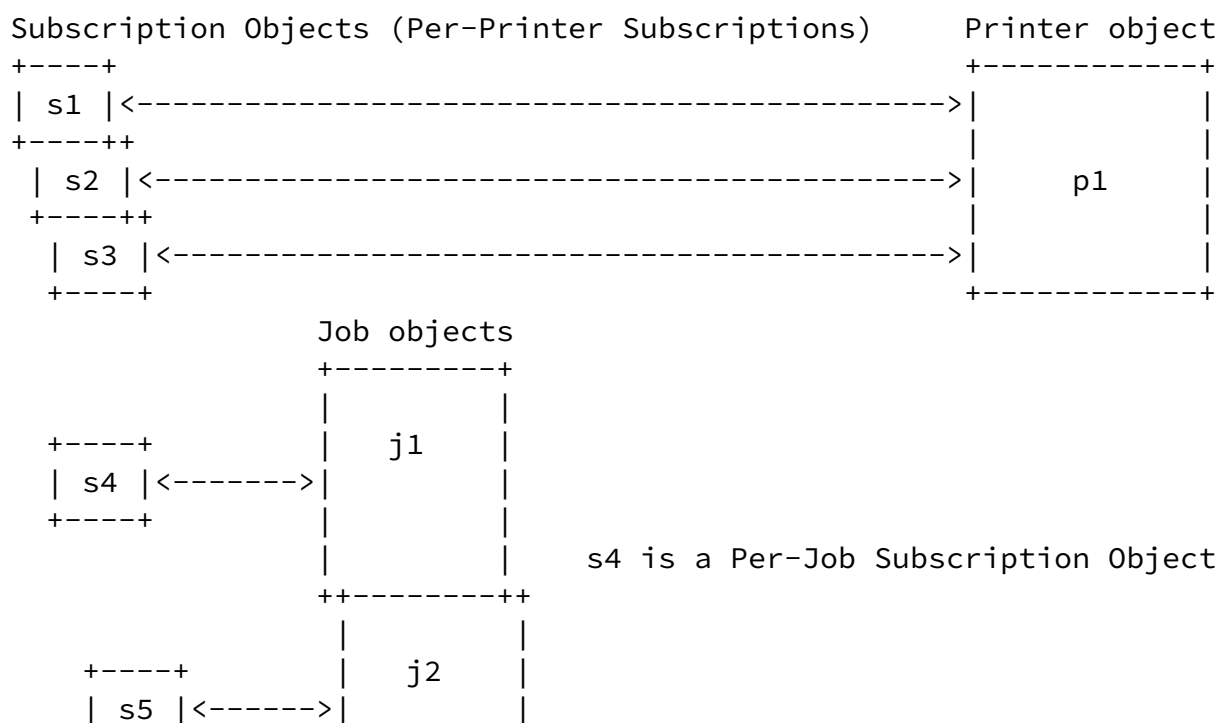 Subscription Objects (Per-Printer Subscriptions)     Printer object
+----+                                               +------------+
| s1 |<--------------------------------------------->|            |
+----++                                              |            |
 | s2 |<-------------------------------------------->|     p1     |
 +----++                                             |            |
  | s3 |<------------------------------------------->|            |
  +----+                                             +------------+
                 Job objects
                 +---------+
                 |         |
  +----+         |   j1    |
  | s4 |<------->|         |
  +----+         |         |
                 |         |    s4 is a Per-Job Subscription Object
                 ++--------++
                  |         |
    +----+        |   j2    |
    | s5 |<------>|         |